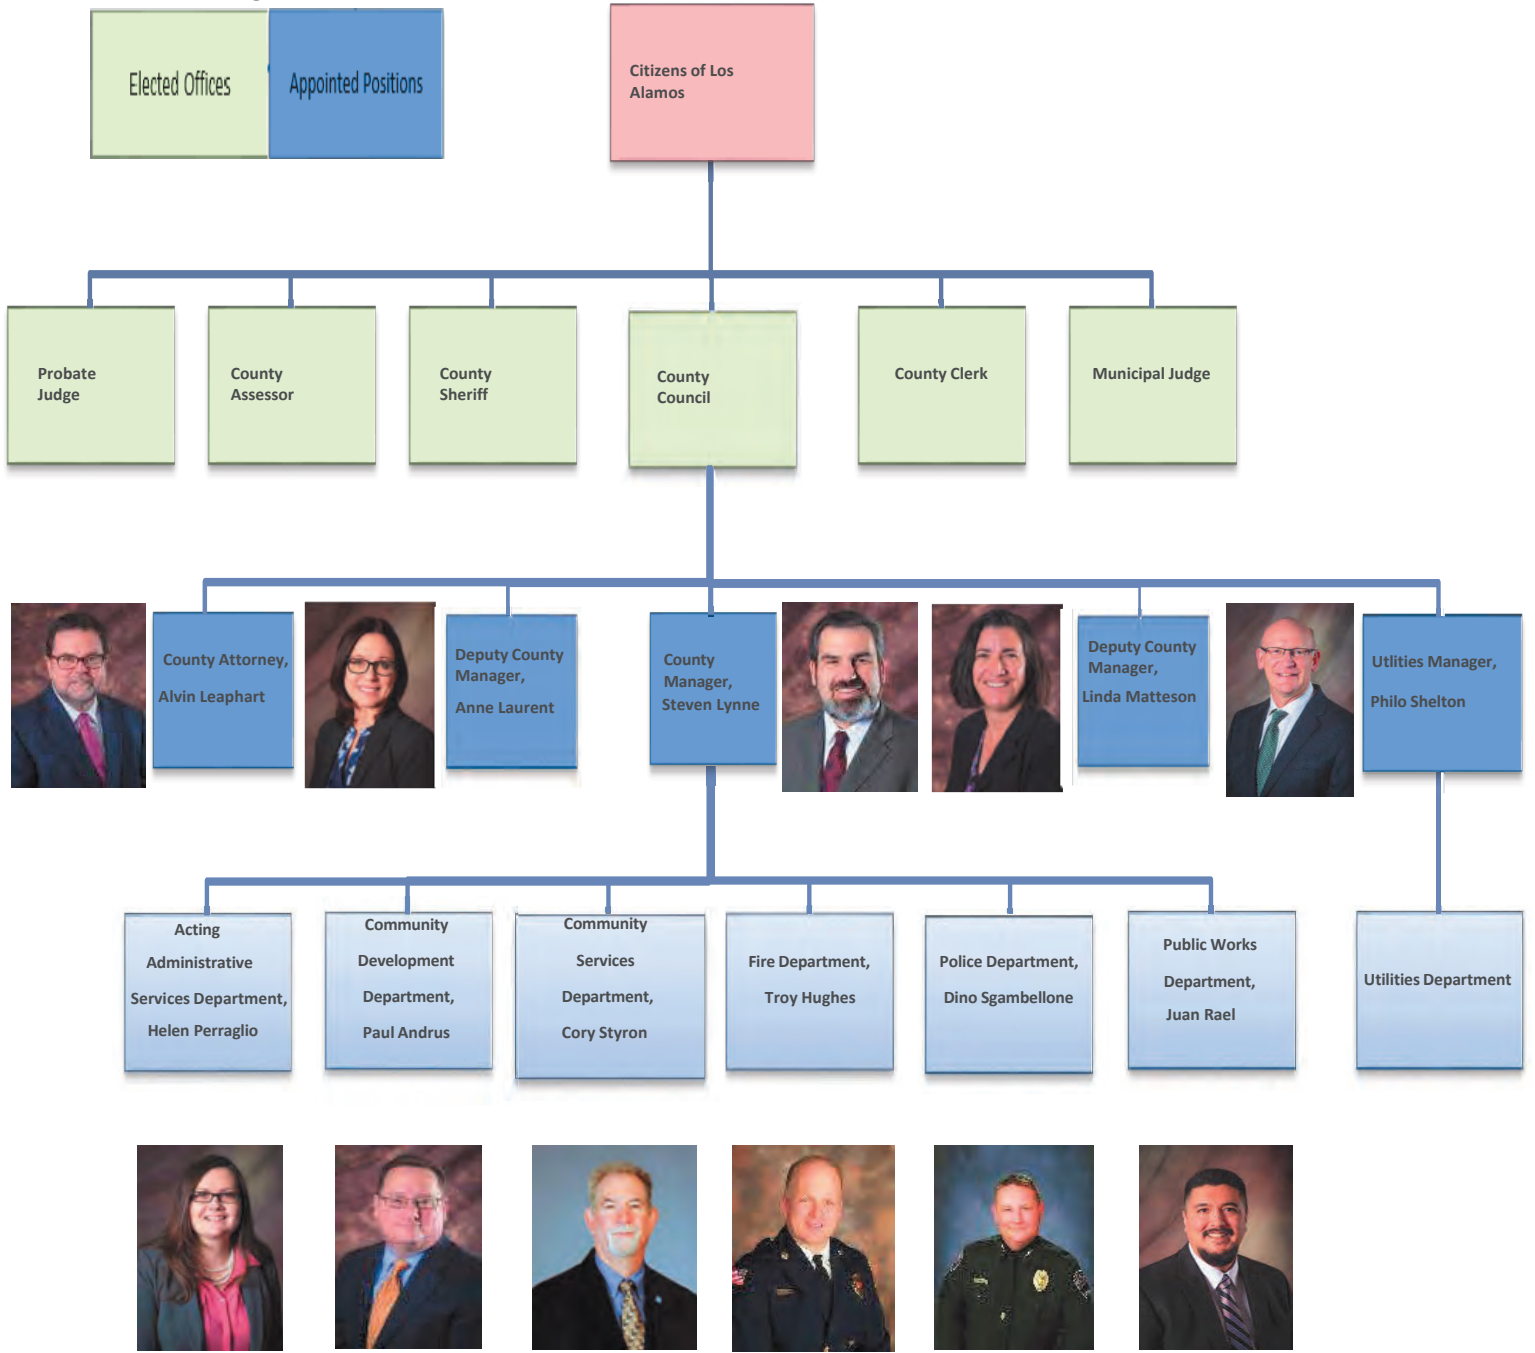 Elected Offices
Appointed Positions
Citizens of Los
Alamos
Probate
Judge
County
Assessor
County
Sheriff
County
Council
County Clerk
Municipal Judge
County Attorney,
Alvin Leaphart
Deputy County
Manager,
Anne Laurent
County
Manager,
Steven Lynne
Deputy County
Manager,
Linda Matteson
Utlities Manager,
Philo Shelton
Acting
Administrative
Services Department,
Helen Perraglio
Community
Development
Department,
Paul Andrus
Community
Services
Department,
Cory Styron
Fire Department,
Troy Hughes
Police Department,
Dino Sgambellone
Public Works
Department,
Juan Rael
Utilities Department